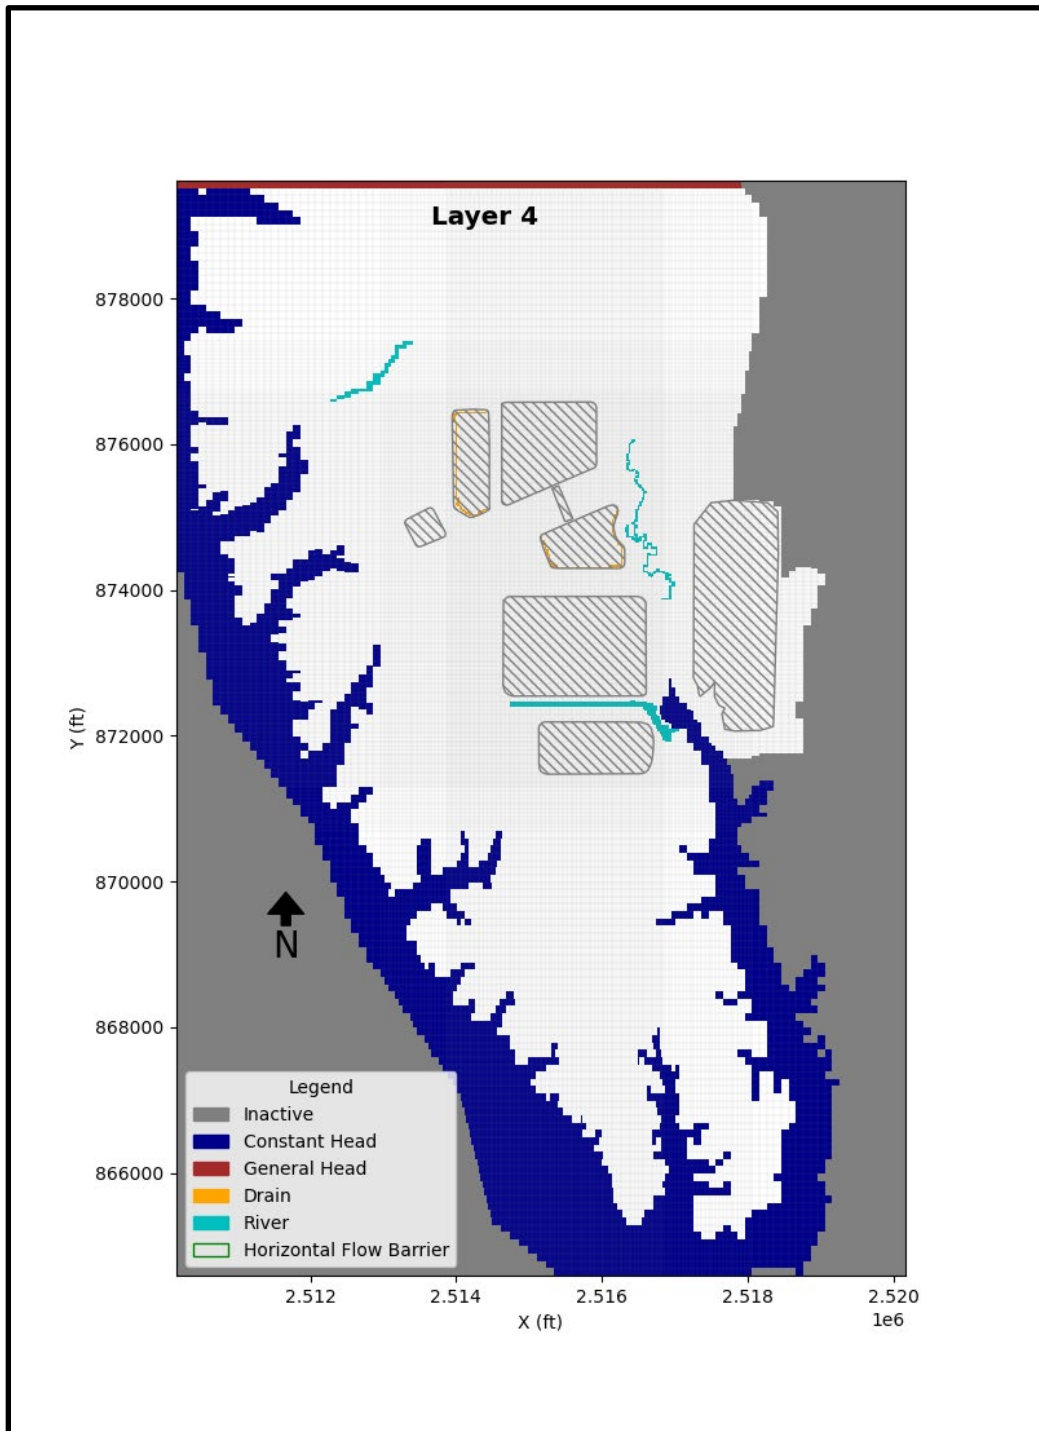 Layer 4
878000
876000
874000
872000
870000
868000
866000
Y (ft)
N
Legend
Inactive
Constant Head
General Head
Drain
River
Horizontal Flow Barrier
2.512
2.514
2.516
2.518
2.520
1e6
X (ft)